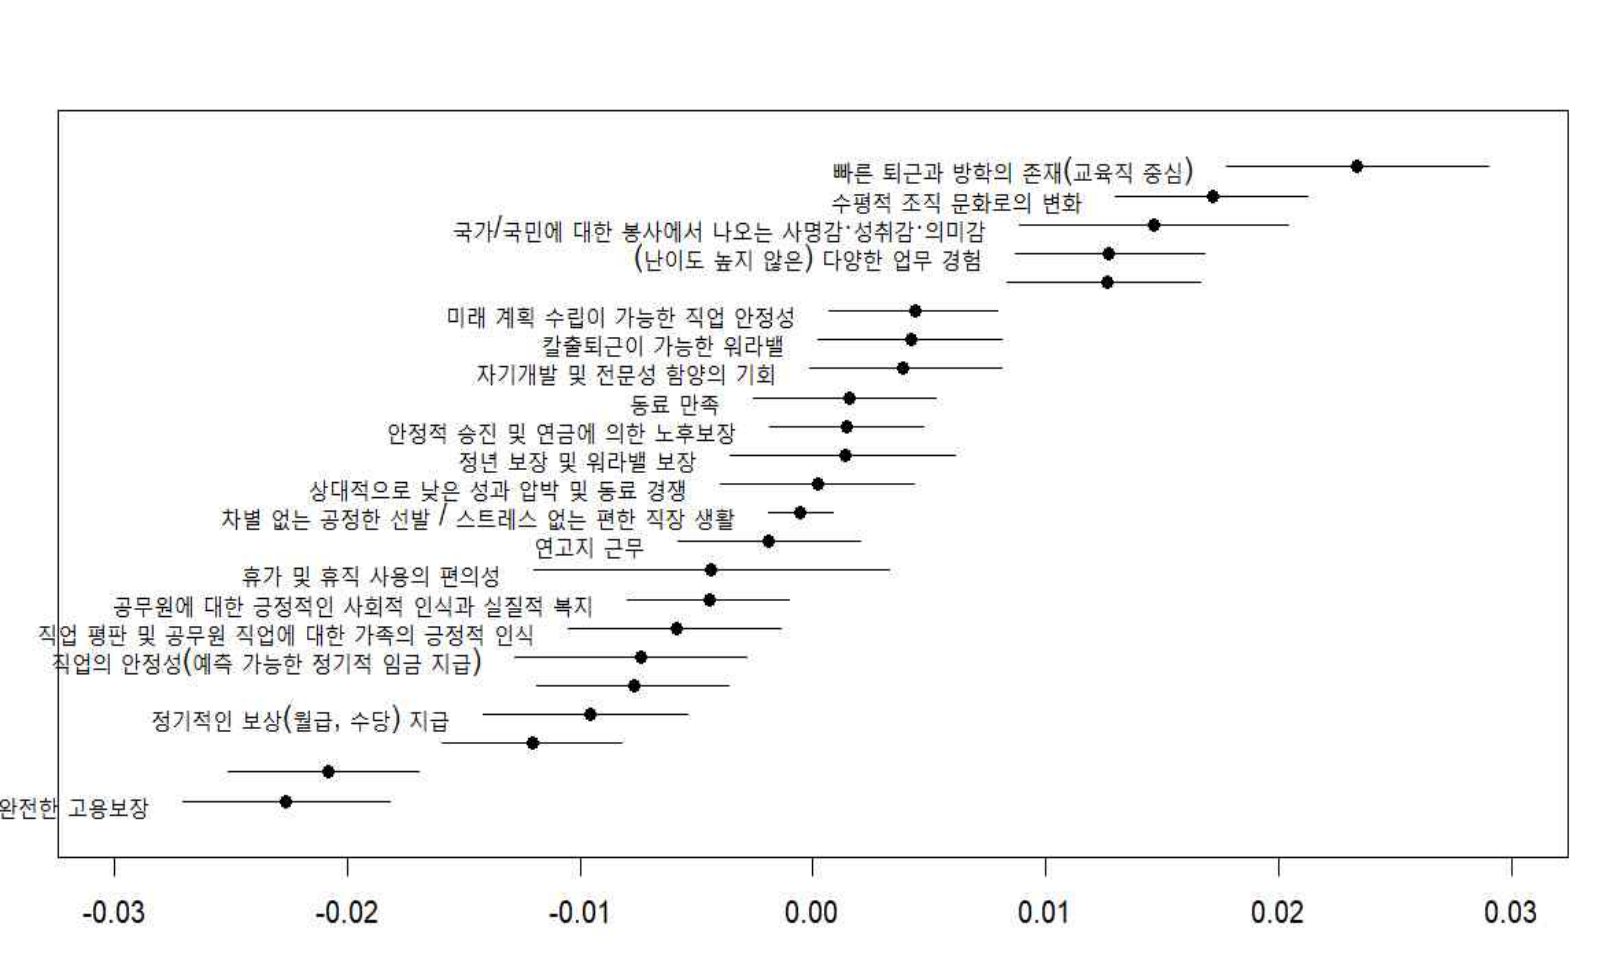 빠른 퇴근과 방학의 존재(교육직 중심)
수평적 조직 문화로의 변화
국가/국민에 대한 봉사에서 나오는 사명감·성취감·의미감
(난이도 높지 않은) 다양한 업무 경험
미래 계획 수립이 가능한 직업 안정성
칼출퇴근이 가능한 워라밸
자기개발 및 전문성 함양의 기회
동료 만족
안정적 승진 및 연금에 의한 노후보장
정년 보장 및 워라밸 보장
상대적으로 낮은 성과 압박 및 동료 경쟁
차별 없는 공정한 선발 / 스트레스 없는 편한 직장 생활
연고지 근무
휴가 및 휴직 사용의 편의성
공무원에 대한 긍정적인 사회적 인식과 실질적 복지
직업 평판 및 공무원 직업에 대한 가족의 긍정적 인식
직업의 안정성(예측 가능한 정기적 임금 지급)
정기적인 보상(월급, 수당) 지급
완전한 고용보장
-0.03 -0.02 -0.01 0.00 0.01 0.02 0.03